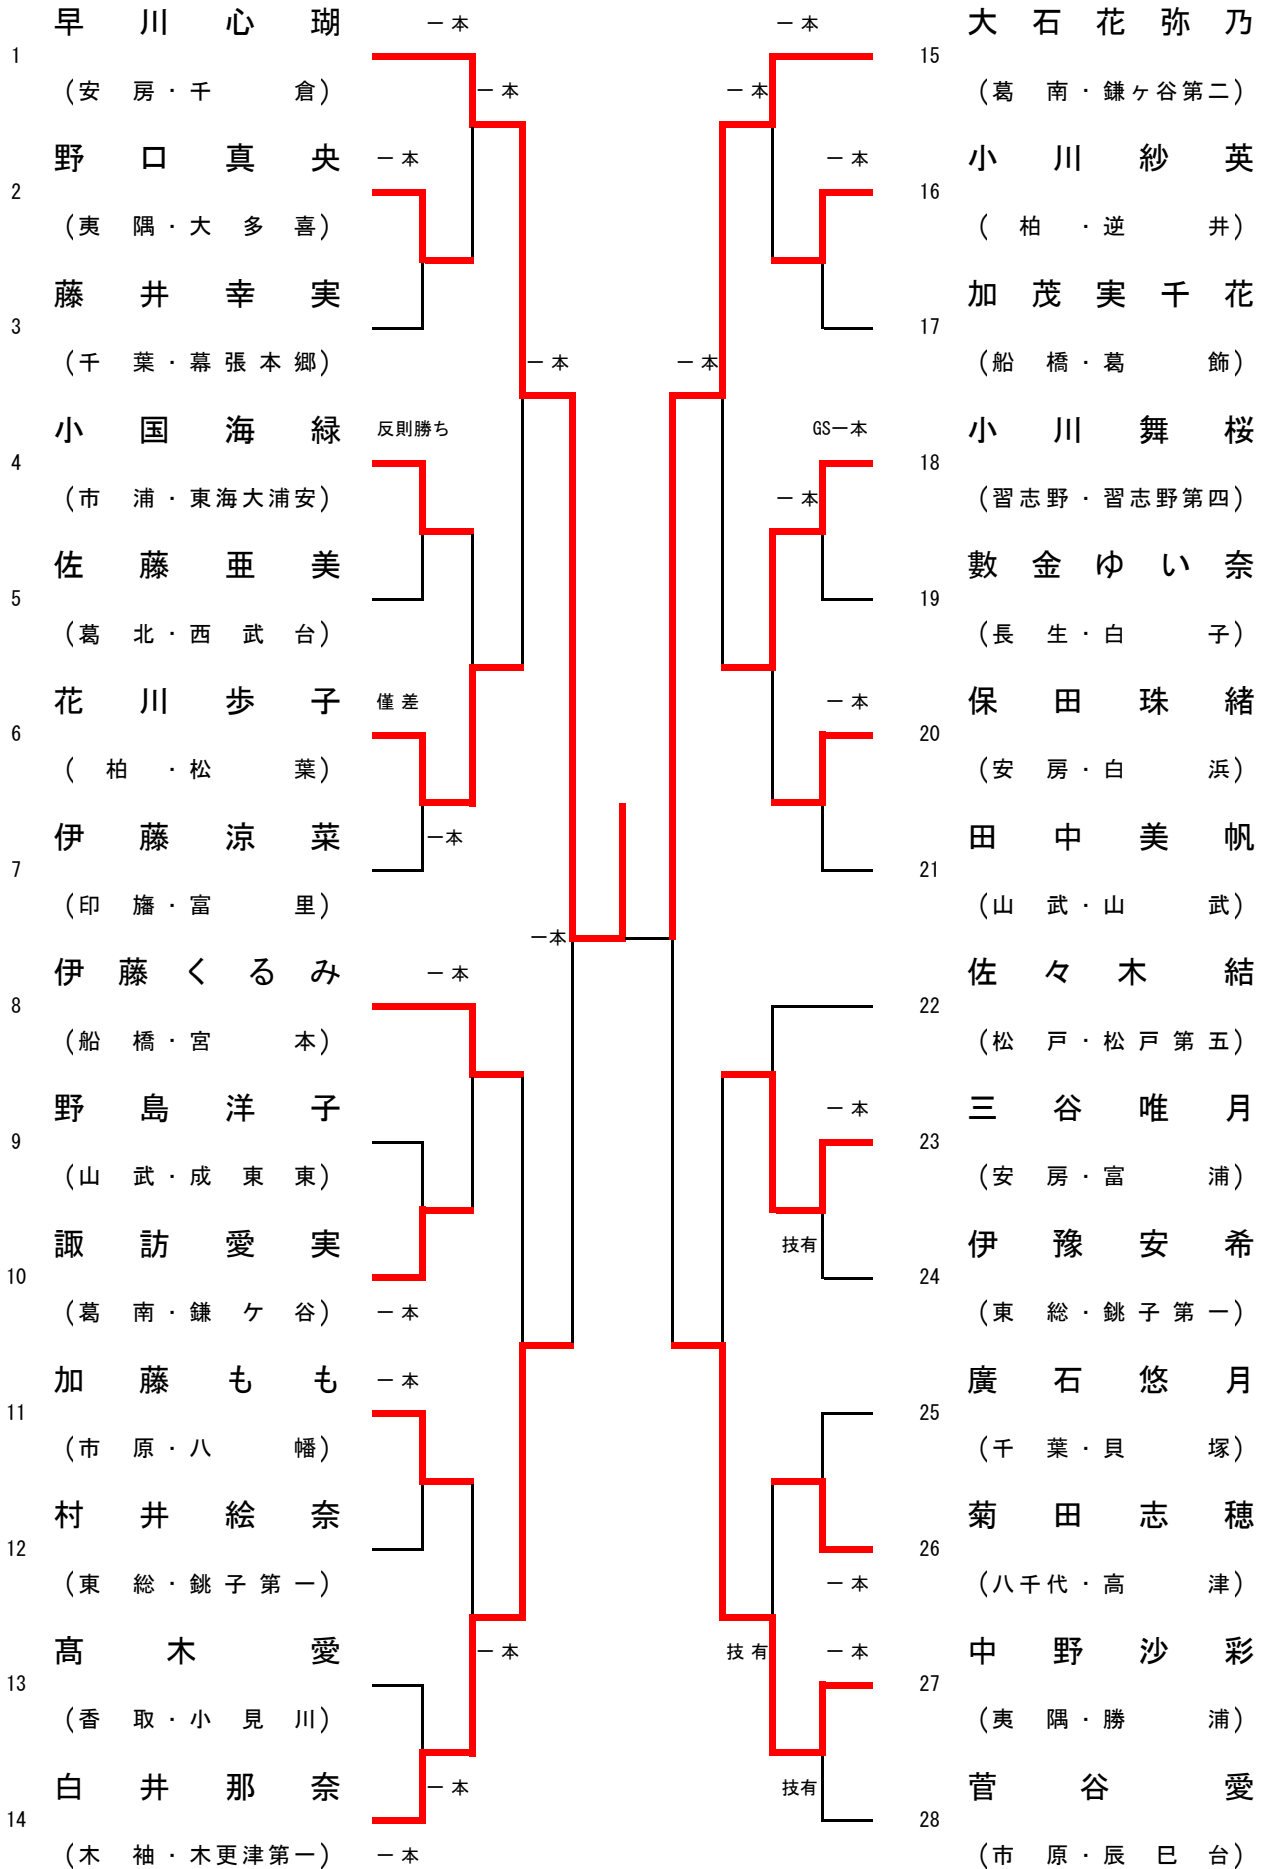 早川心瑚
一本
1
(安房・千倉)
一本
野口真央
一本
2
(夷隅・大多喜)
藤井幸実
3
(千葉・幕張本郷)
一本
小国海緑
反則勝ち
4
(市浦・東海大浦安)
佐藤亜美
5
(葛北・西武台)
花川歩子
僅差
6
(柏・松葉)
伊藤涼菜
一本
7
(印旛・富里)
一本
伊藤くるみ
一本
8
(船橋・宮本)
野島洋子
9
(山武・成東東)
諏訪愛実
10
(葛南・鎌ケ谷)
一本
加藤もも
一本
11
(市原・八幡)
村井絵奈
12
(東総・銚子第一)
髙木愛
一本
13
(香取・小見川)
白井那奈
一本
14
(木袖・木更津第一)
一本
一本
大石花弥乃
15
一本
(葛南・鎌ヶ谷第二)
一本
小川紗英
16
(柏・逆井)
加茂実千花
17
一本
(船橋・葛飾)
GS一本
小川舞桜
18
一本
(習志野・習志野第四)
數金ゆい奈
19
(長生・白子)
一本
保田珠緒
20
(安房・白浜)
田中美帆
21
(山武・山武)
佐々木結
22
(松戸・松戸第五)
一本
三谷唯月
23
(安房・富浦)
技有
伊豫安希
24
(東総・銚子第一)
廣石悠月
25
(千葉・貝塚)
菊田志穂
26
一本
(八千代・高津)
技有
一本
中野沙彩
27
(夷隅・勝浦)
技有
菅谷愛
28
(市原・辰巳台)